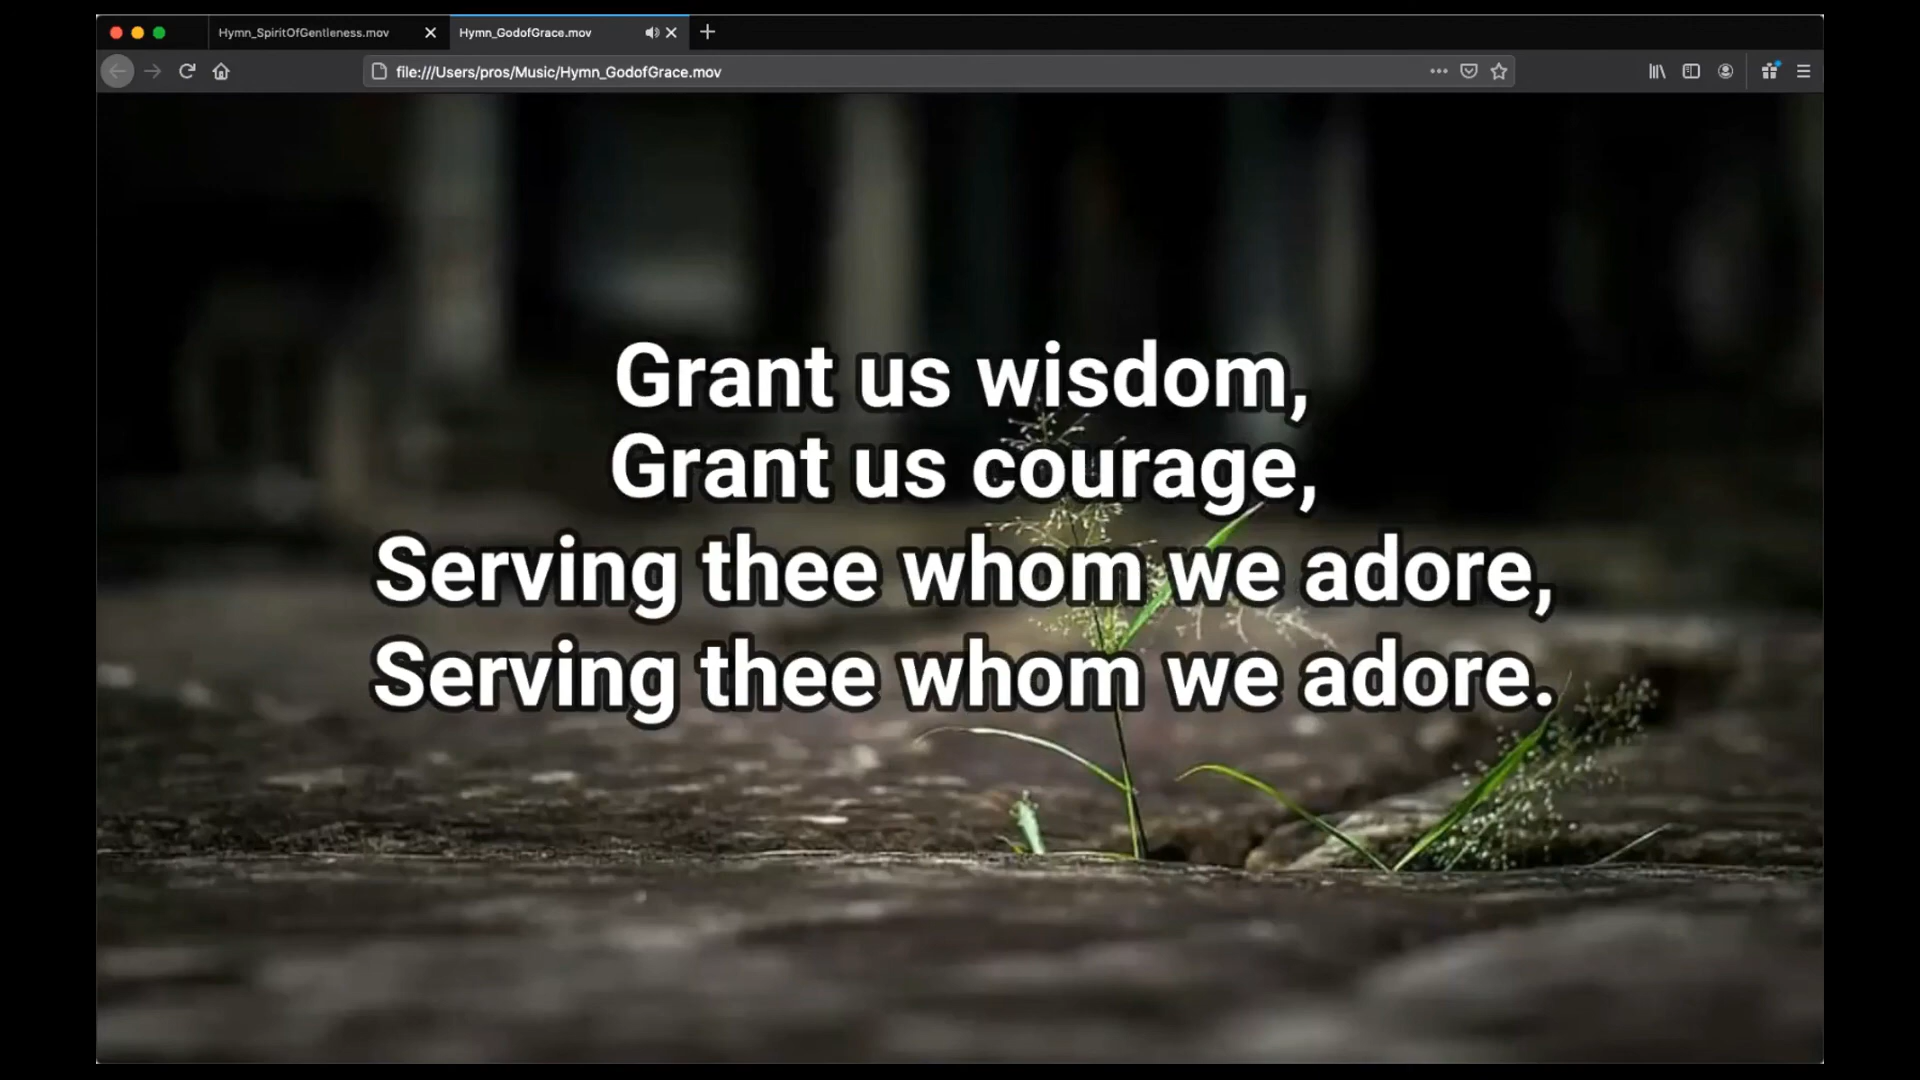 Hymn_SpiritOfGentleness.mov
Hymn_GodofGrace.mov
file:///Users/pros/Music/Hymn_GodofGrace.mov
Grant us wisdom,
Grant us courage,
Serving thee whom we adore,
Serving thee whom we adore.